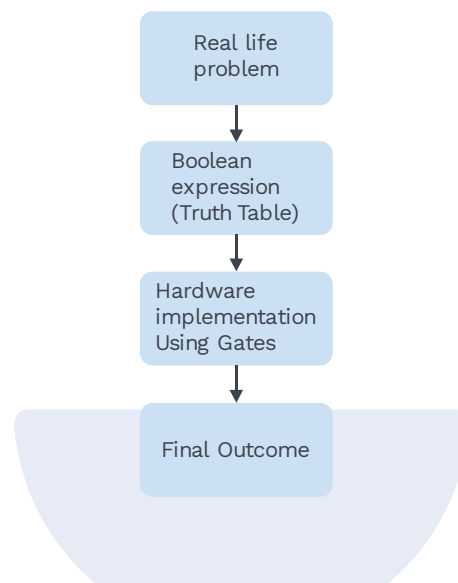 Real life
problem
Boolean
expression
(Truth Table)
Hardware
implementation
Using Gates
Final Outcome